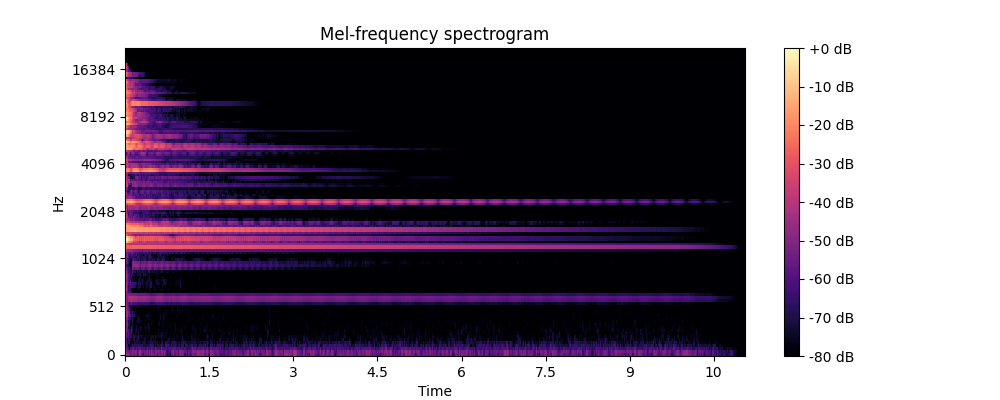 Mel-frequency spectrogram
Hz
16384
8192
4096
2048
1024
512
0
0 1.5 3 4.5 6 7.5 9 10
Time
+0 dB
-10 dB
-20 dB
-30 dB
-40 dB
-50 dB
-60 dB
-70 dB
-80 dB